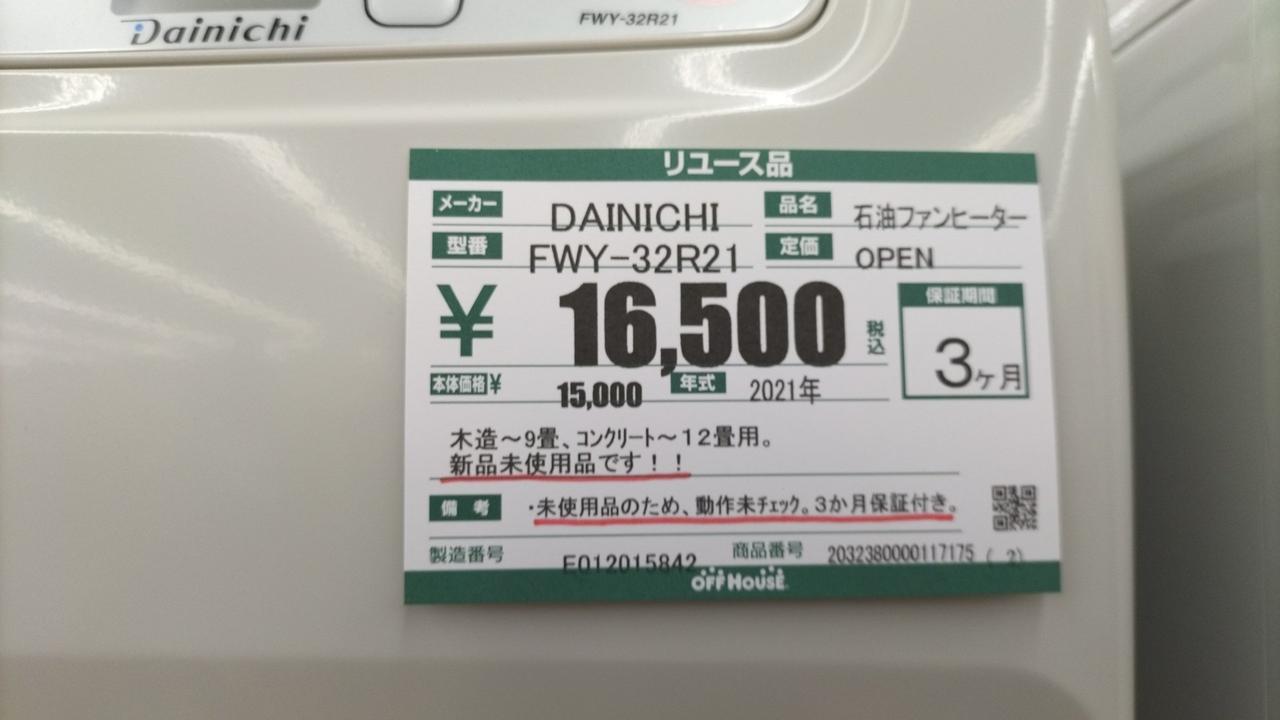 Dainichi
FWY-32R21
リユース品
メーカー DAINICHI 品名 石油ファンヒーター
型番 FWY-32R21 定価 OPEN
¥ 16,500 税込
保証期間
3ヶ月
本体価格¥ 15,000 年式 2021年
木造～9畳、コンクリート～12畳用。
新品未使用品です！！
備考 ・未使用品のため、動作未チェック。3か月保証付き。
製造番号 E012015842 商品番号 2032380000117175 ( 2)
OFF HOUSE